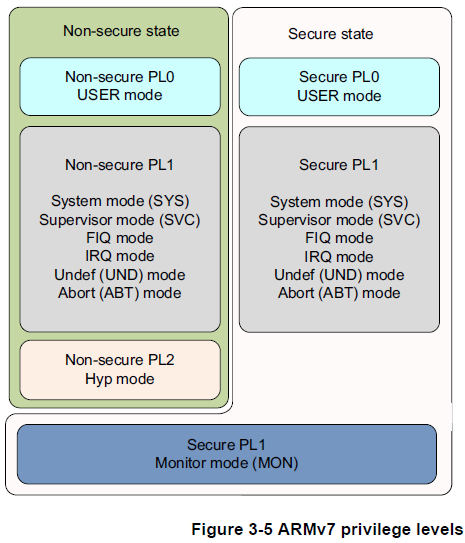 Non-secure state
Non-secure PL0
USER mode
Non-secure PL1
System mode (SYS)
Supervisor mode (SVC)
FIQ mode
IRQ mode
Undef (UND) mode
Abort (ABT) mode
Non-secure PL2
Hyp mode
Secure state
Secure PL0
USER mode
Secure PL1
System mode (SYS)
Supervisor mode (SVC)
FIQ mode
IRQ mode
Undef (UND) mode
Abort (ABT) mode
Secure PL1
Monitor mode (MON)
Figure 3-5 ARMv7 privilege levels